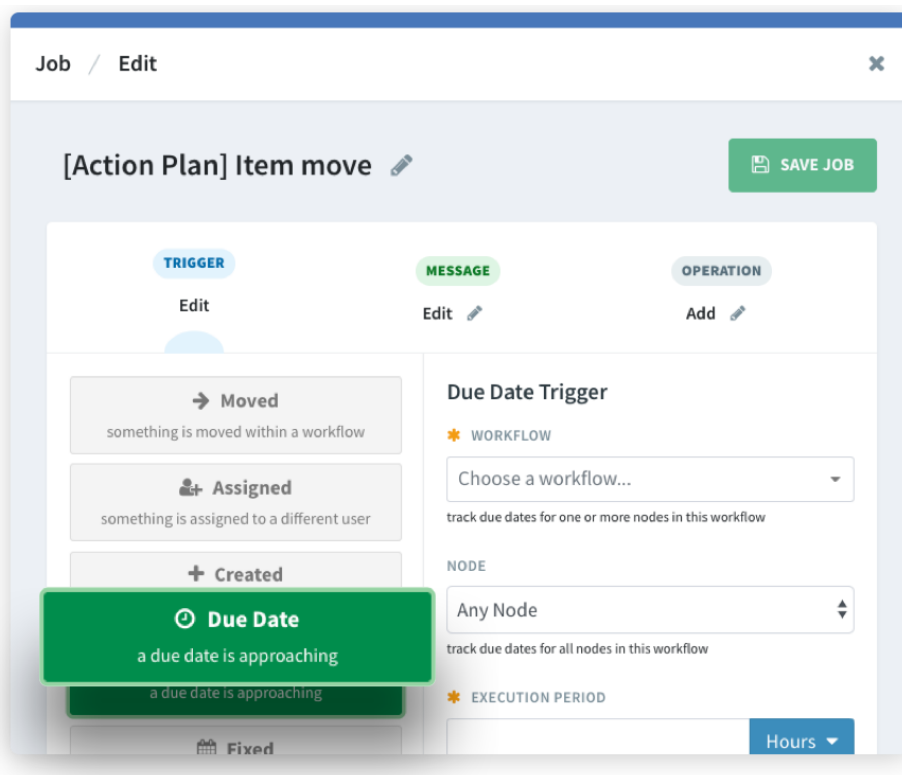 Job / Edit
[Action Plan] Item move
SAVE JOB
TRIGGER
Edit
MESSAGE
Edit
OPERATION
Add
Moved
something is moved within a workflow
Assigned
something is assigned to a different user
Created
Due Date
a due date is approaching
a due date is approaching
Fixed
Due Date Trigger
✱ WORKFLOW
Choose a workflow...
track due dates for one or more nodes in this workflow
NODE
Any Node
track due dates for all nodes in this workflow
✱ EXECUTION PERIOD
Hours